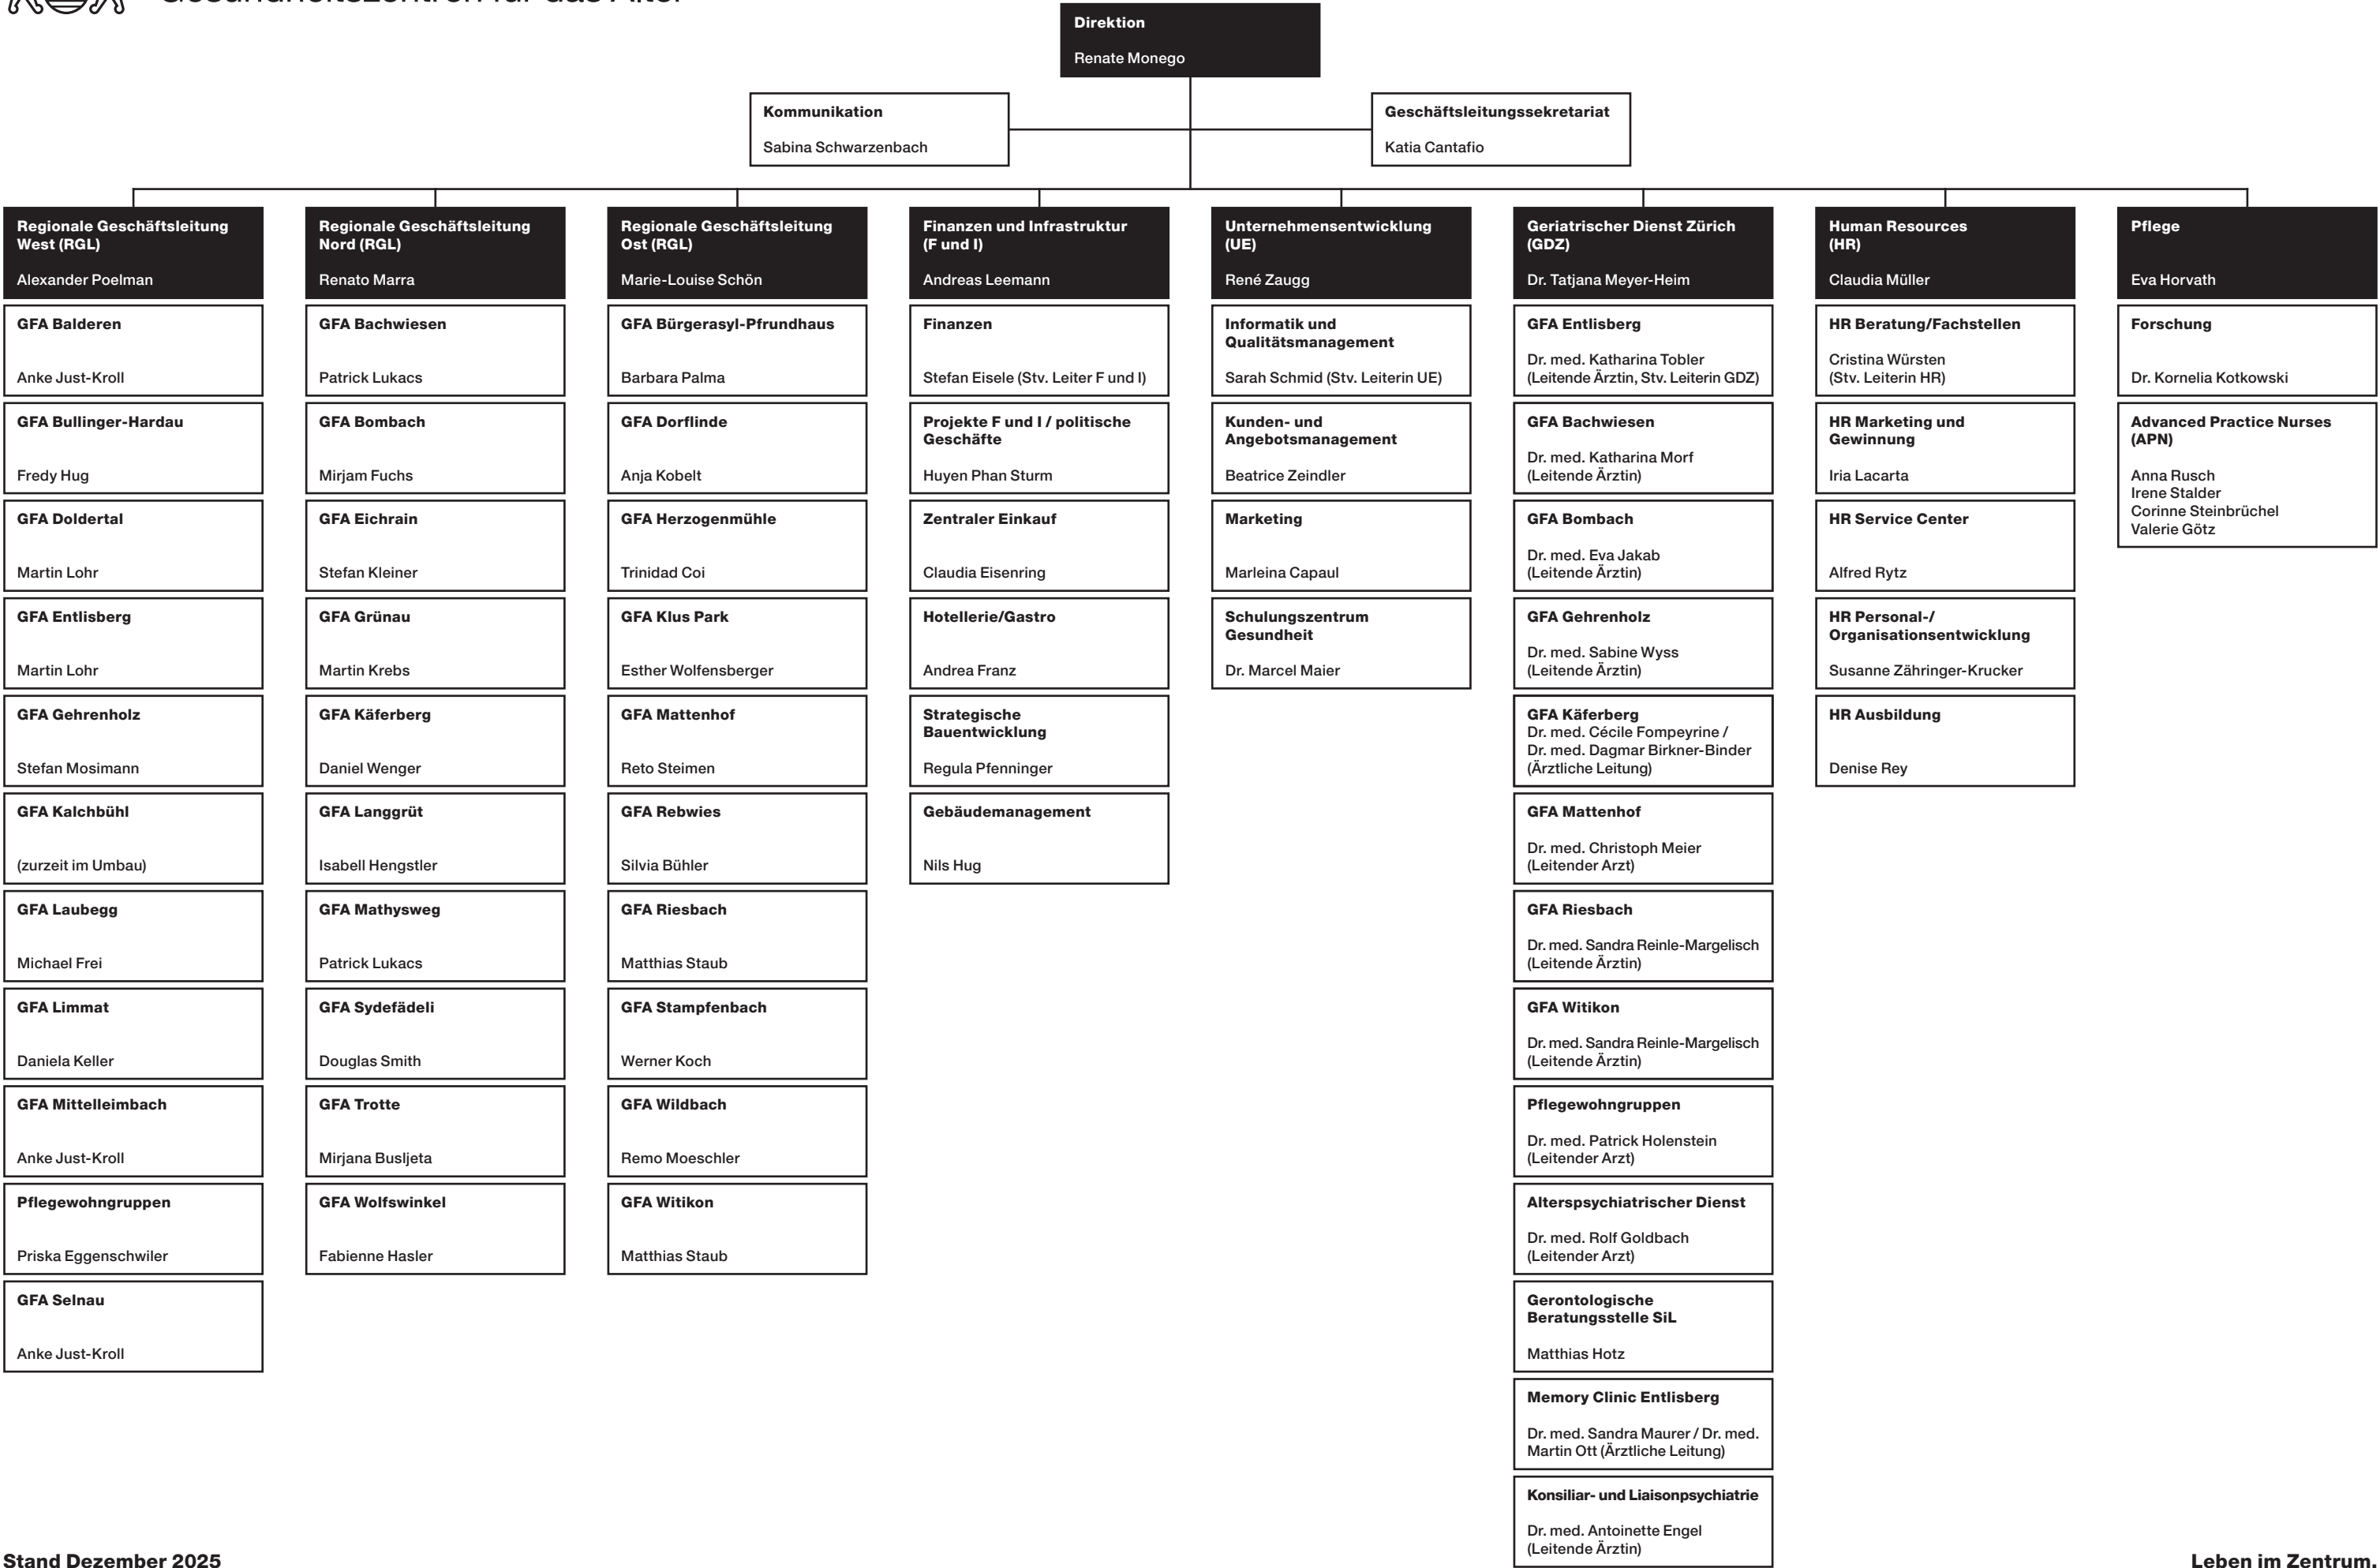 Gesundheitszentren für das Alter
Direktion
Renate Monego
Kommunikation
Sabina Schwarzenbach
Geschäftsleitungssekretariat
Katia Cantafio
Regionale Geschäftsleitung
West (RGL)
Alexander Poelman
GFA Balderen
Anke Just-Kroll
GFA Bullinger-Hardau
Fredy Hug
GFA Doldertal
Martin Lohr
GFA Entlisberg
Martin Lohr
GFA Gehrenholz
Stefan Mosimann
GFA Kalchbühl
(zurzeit im Umbau)
GFA Laubegg
Michael Frei
GFA Limmat
Daniela Keller
GFA Mittelleimbach
Anke Just-Kroll
Pflegewohngruppen
Priska Eggenschwiler
GFA Selnau
Anke Just-Kroll
Regionale Geschäftsleitung
Nord (RGL)
Renato Marra
GFA Bachwiesen
Patrick Lukacs
GFA Bombach
Mirjam Fuchs
GFA Eichrain
Stefan Kleiner
GFA Grünau
Martin Krebs
GFA Käferberg
Daniel Wenger
GFA Langgrüt
Isabell Hengstler
GFA Mathysweg
Patrick Lukacs
GFA Sydefädeli
Douglas Smith
GFA Trotte
Mirjana Busljeta
GFA Wolfswinkel
Fabienne Hasler
Regionale Geschäftsleitung
Ost (RGL)
Marie-Louise Schön
GFA Bürgerasyl-Pfrundhaus
Barbara Palma
GFA Dorflinde
Anja Kobelt
GFA Herzogenmühle
Trinidad Coi
GFA Klus Park
Esther Wolfensberger
GFA Mattenhof
Reto Steimen
GFA Rebwies
Silvia Bühler
GFA Riesbach
Matthias Staub
GFA Stampfenbach
Werner Koch
GFA Wildbach
Remo Moeschler
GFA Witikon
Matthias Staub
Finanzen und Infrastruktur
(F und I)
Andreas Leemann
Finanzen
Stefan Eisele (Stv. Leiter F und I)
Projekte F und I / politische
Geschäfte
Huyen Phan Sturm
Zentraler Einkauf
Claudia Eisenring
Hotellerie/Gastro
Andrea Franz
Strategische
Bauentwicklung
Regula Pfenninger
Gebäudemanagement
Nils Hug
Unternehmensentwicklung
(UE)
René Zaugg
Informatik und
Qualitätsmanagement
Sarah Schmid (Stv. Leiterin UE)
Kunden- und
Angebotsmanagement
Beatrice Zeindler
Marketing
Marleina Capaul
Schulungszentrum
Gesundheit
Dr. Marcel Maier
Geriatrischer Dienst Zürich
(GDZ)
Dr. Tatjana Meyer-Heim
GFA Entlisberg
Dr. med. Katharina Tobler
(Leitende Ärztin, Stv. Leiterin GDZ)
GFA Bachwiesen
Dr. med. Katharina Morf
(Leitende Ärztin)
GFA Bombach
Dr. med. Eva Jakab
(Leitende Ärztin)
GFA Gehrenholz
Dr. med. Sabine Wyss
(Leitende Ärztin)
GFA Käferberg
Dr. med. Cécile Fompeyrine /
Dr. med. Dagmar Birkner-Binder
(Ärztliche Leitung)
GFA Mattenhof
Dr. med. Christoph Meier
(Leitender Arzt)
GFA Riesbach
Dr. med. Sandra Reinle-Margelisch
(Leitende Ärztin)
GFA Witikon
Dr. med. Sandra Reinle-Margelisch
(Leitende Ärztin)
Pflegewohngruppen
Dr. med. Patrick Holenstein
(Leitender Arzt)
Alterspsychiatrischer Dienst
Dr. med. Rolf Goldbach
(Leitender Arzt)
Gerontologische
Beratungsstelle SiL
Matthias Hotz
Memory Clinic Entlisberg
Dr. med. Sandra Maurer / Dr. med.
Martin Ott (Ärztliche Leitung)
Konsiliar- und Liaisonpsychiatrie
Dr. med. Antoinette Engel
(Leitende Ärztin)
Human Resources
(HR)
Claudia Müller
HR Beratung/Fachstellen
Cristina Würsten
(Stv. Leiterin HR)
HR Marketing und
Gewinnung
Iria Lacarta
HR Service Center
Alfred Rytz
HR Personal-/
Organisationsentwicklung
Susanne Zähringer-Krucker
HR Ausbildung
Denise Rey
Pflege
Eva Horvath
Forschung
Dr. Kornelia Kotkowski
Advanced Practice Nurses
(APN)
Anna Rusch
Irene Stalder
Corinne Steinbrüchel
Valerie Götz
Stand Dezember 2025
Leben im Zentrum.